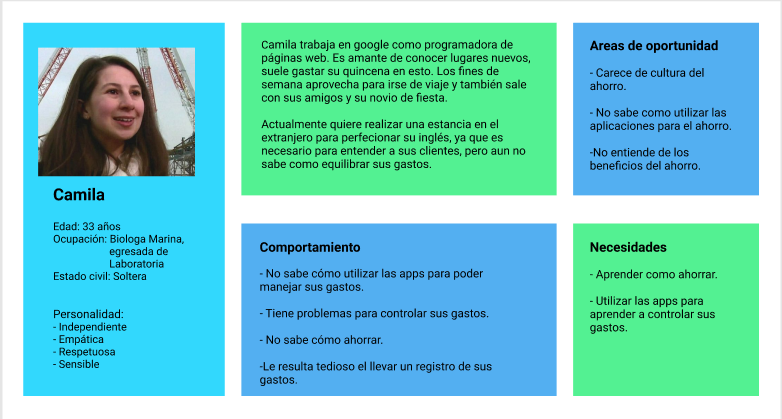 Camila
Edad: 33 años
Ocupación: Biologa Marina,
egresada de
Laboratoria
Estado civil: Soltera
Personalidad:
- Independiente
- Empática
- Respetuosa
- Sensible
Camila trabaja en google como programadora de
páginas web. Es amante de conocer lugares nuevos,
suele gastar su quincena en esto. Los fines de
semana aprovecha para irse de viaje y también sale
con sus amigos y su novio de fiesta.
Actualmente quiere realizar una estancia en el
extranjero para perfecionar su inglés, ya que es
necesario para entender a sus clientes, pero aun no
sabe como equilibrar sus gastos.
Areas de oportunidad
- Carece de cultura del
ahorro.
- No sabe como utilizar las
aplicaciones para el ahorro.
-No entiende de los
beneficios del ahorro.
Comportamiento
- No sabe cómo utilizar las apps para poder
manejar sus gastos.
- Tiene problemas para controlar sus gastos.
- No sabe cómo ahorrar.
-Le resulta tedioso el llevar un registro de sus
gastos.
Necesidades
- Aprender como ahorrar.
- Utilizar las apps para
aprender a controlar sus
gastos.